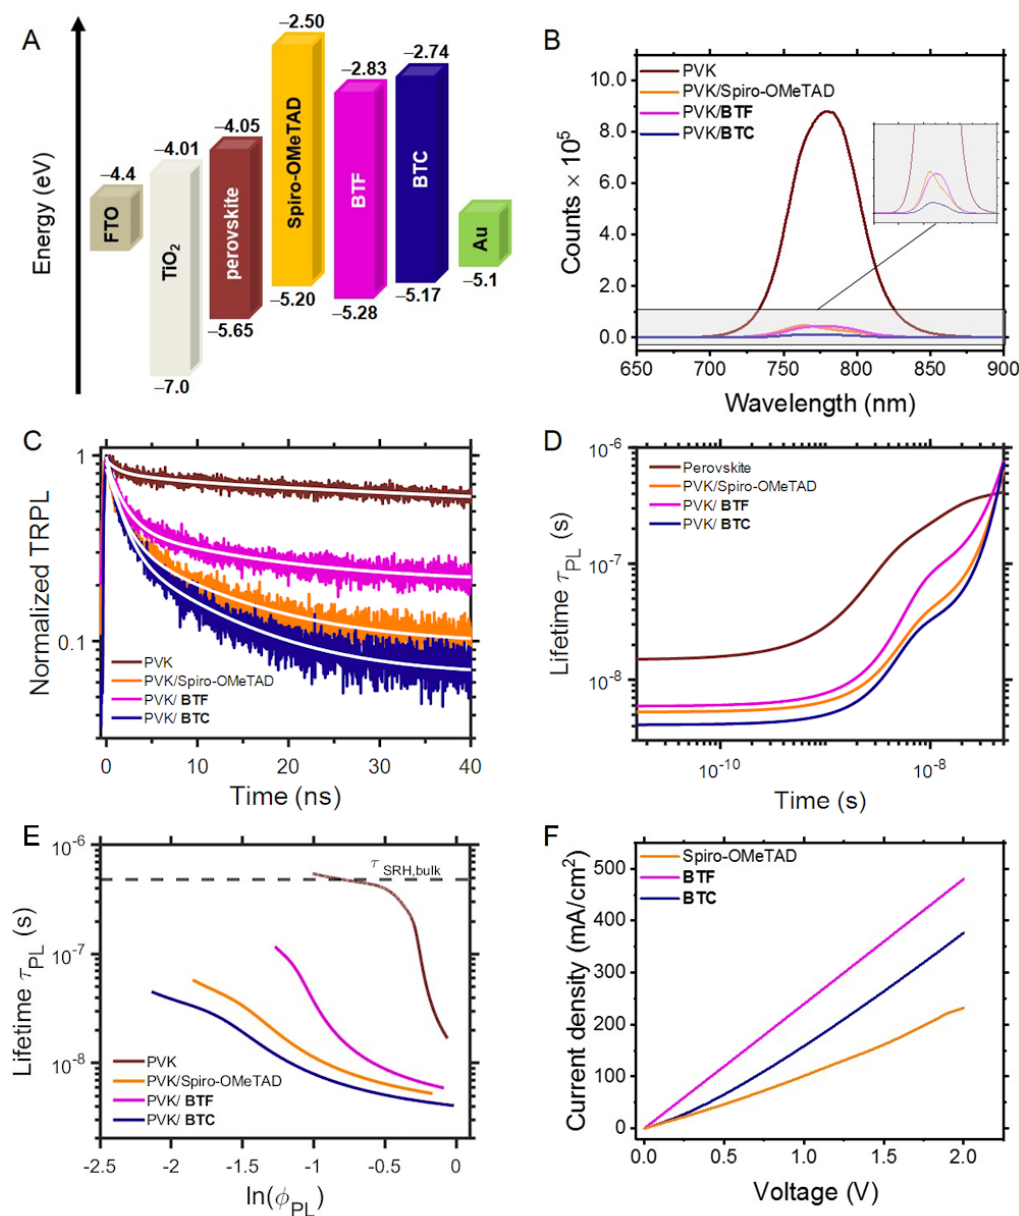 A
Energy (eV)
−4.4
FTO
−4.01
TiO2
−7.0
−4.05
perovskite
−5.65
−2.50
Spiro-OMeTAD
−5.20
−2.83
BTF
−5.28
−2.74
BTC
−5.17
Au
−5.1
B
PVK
PVK/Spiro-OMeTAD
PVK/BTF
PVK/BTC
Counts × 10^5
10.0
8.0
6.0
4.0
2.0
0.0
650 700 750 800 850 900
Wavelength (nm)
C
Normalized TRPL
1
0.1
PVK
PVK/Spiro-OMeTAD
PVK/ BTF
PVK/ BTC
0 10 20 30 40
Time (ns)
D
Lifetime τPL (s)
10^-6
10^-7
10^-8
Perovskite
PVK/Spiro-OMeTAD
PVK/ BTF
PVK/ BTC
10^-10 10^-8
Time (s)
E
Lifetime τPL (s)
10^-6
10^-7
10^-8
τ SRH,bulk
PVK
PVK/Spiro-OMeTAD
PVK/ BTF
PVK/ BTC
-2.5 -2 -1.5 -1 -0.5 0
ln(ϕPL)
F
Current density (mA/cm²)
500
400
300
200
100
0
Spiro-OMeTAD
BTF
BTC
0.0 0.5 1.0 1.5 2.0
Voltage (V)